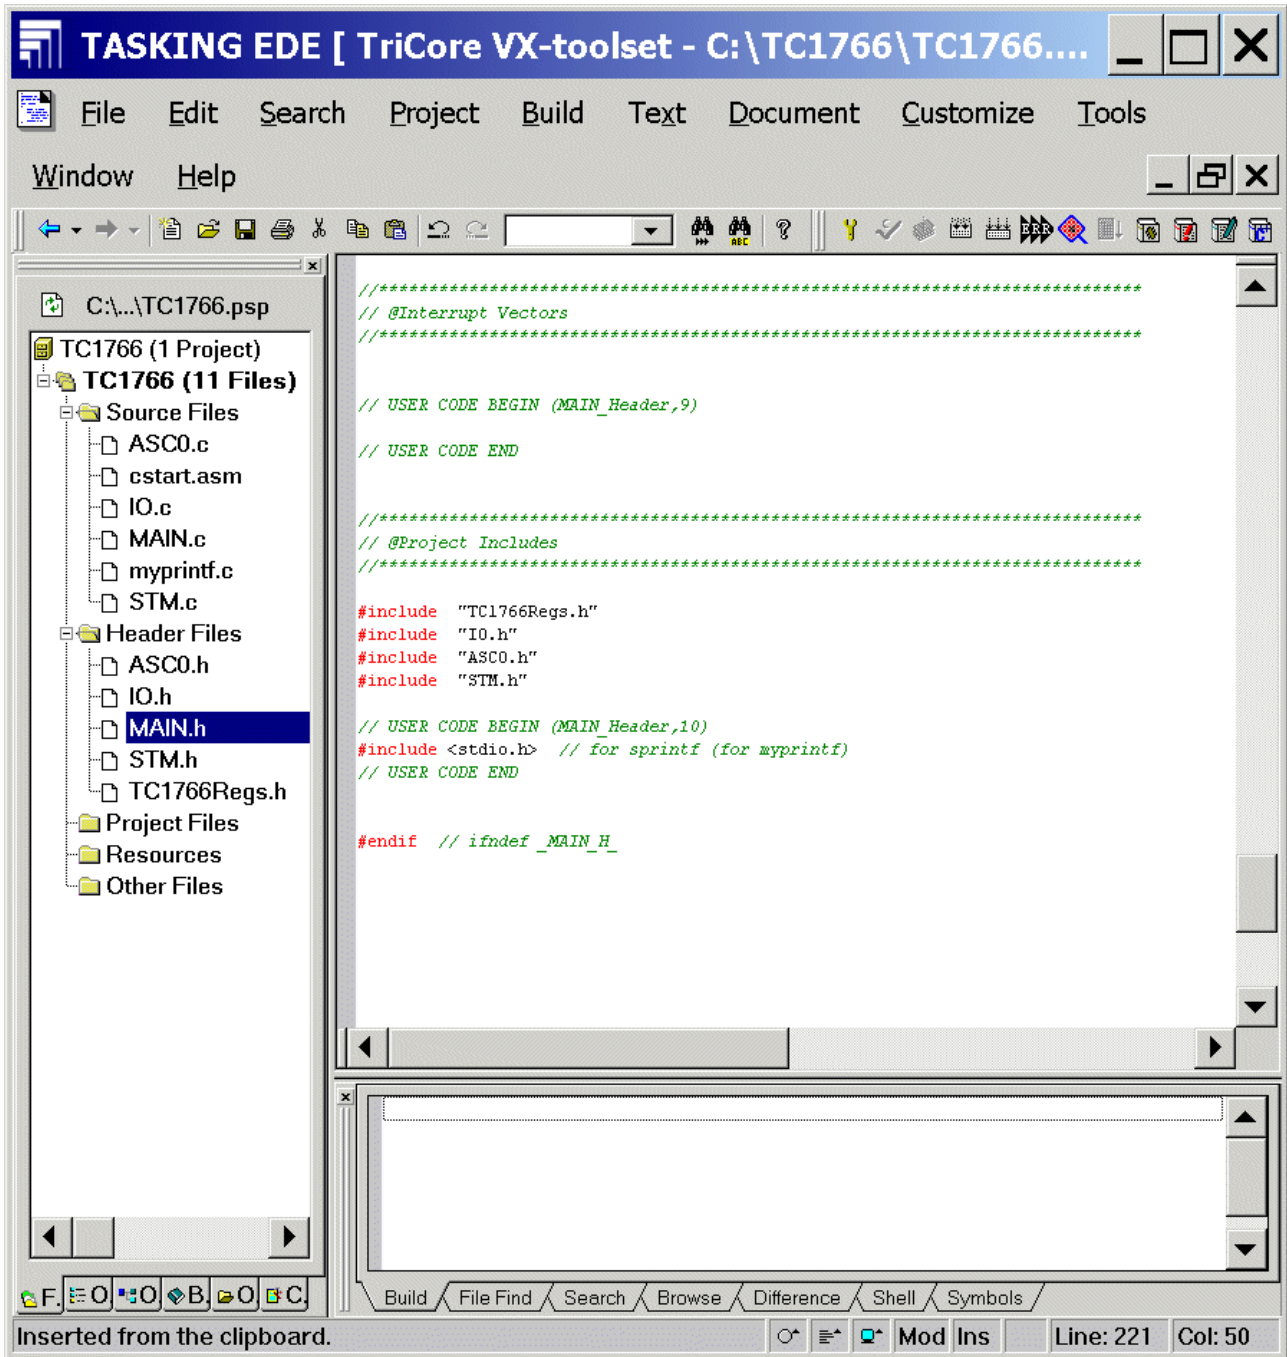 TASKING EDE [ TriCore VX-toolset - C:\TC1766\TC1766....
File Edit Search Project Build Text Document Customize Tools
Window Help
ABC
ERR
C:\...\TC1766.psp
TC1766 (1 Project)
TC1766 (11 Files)
Source Files
ASC0.c
cstart.asm
IO.c
MAIN.c
myprintf.c
STM.c
Header Files
ASC0.h
IO.h
MAIN.h
STM.h
TC1766Regs.h
Project Files
Resources
Other Files
F. O. O. B. O. C.
//****************************************************************************
// @Interrupt Vectors
//****************************************************************************
// USER CODE BEGIN (MAIN_Header,9)
// USER CODE END
//****************************************************************************
// @Project Includes
//****************************************************************************
#include  "TC1766Regs.h"
#include  "IO.h"
#include  "ASC0.h"
#include  "STM.h"
// USER CODE BEGIN (MAIN_Header,10)
#include <stdio.h>  // for sprintf (for myprintf)
// USER CODE END
#endif  // ifndef _MAIN_H_
Build File Find Search Browse Difference Shell Symbols
Inserted from the clipboard. Mod Ins Line: 221 Col: 50